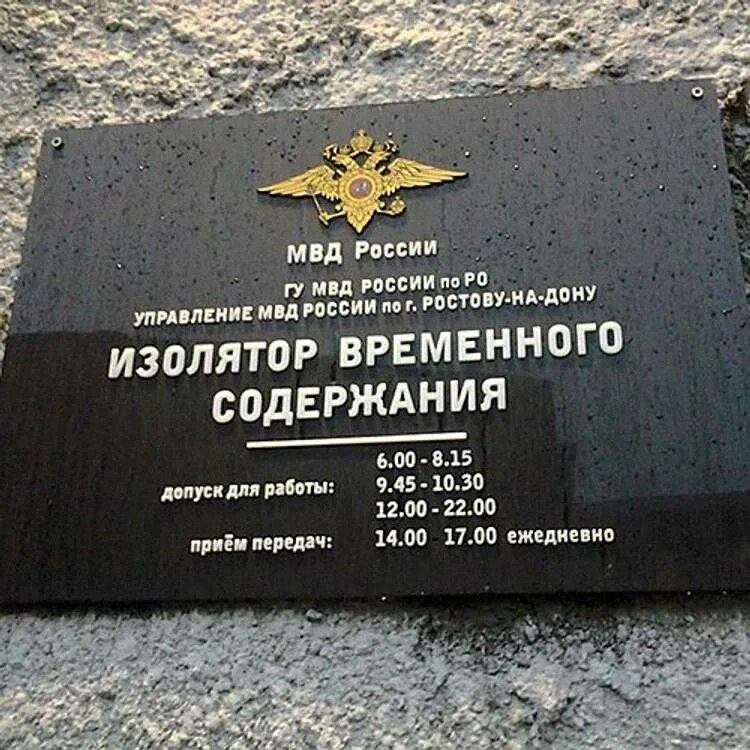 МВД России
ГУ МВД РОССИИ по РО
УПРАВЛЕНИЕ МВД РОССИИ по г. РОСТОВУ-НА-ДОНУ
ИЗОЛЯТОР ВРЕМЕННОГО
СОДЕРЖАНИЯ
6.00 - 8.15
допуск для работы: 9.45 - 10.30
12.00 - 22.00
приём передач: 14.00 17.00 ежедневно